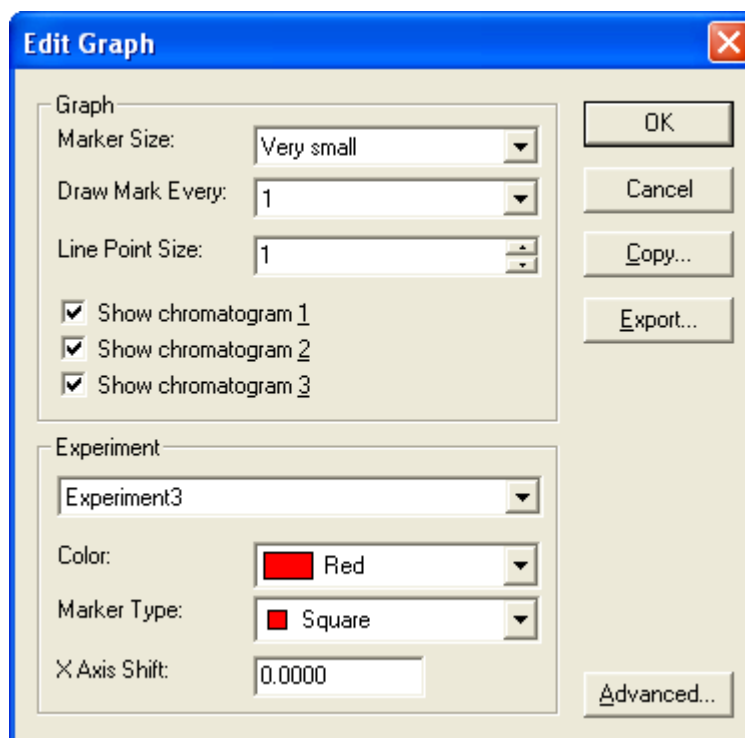 Edit Graph
Graph
Marker Size: Very small
Draw Mark Every: 1
Line Point Size: 1
Show chromatogram 1
Show chromatogram 2
Show chromatogram 3
OK
Cancel
Copy...
Export...
Experiment
Experiment3
Color: Red
Marker Type: Square
X Axis Shift: 0.0000
Advanced...